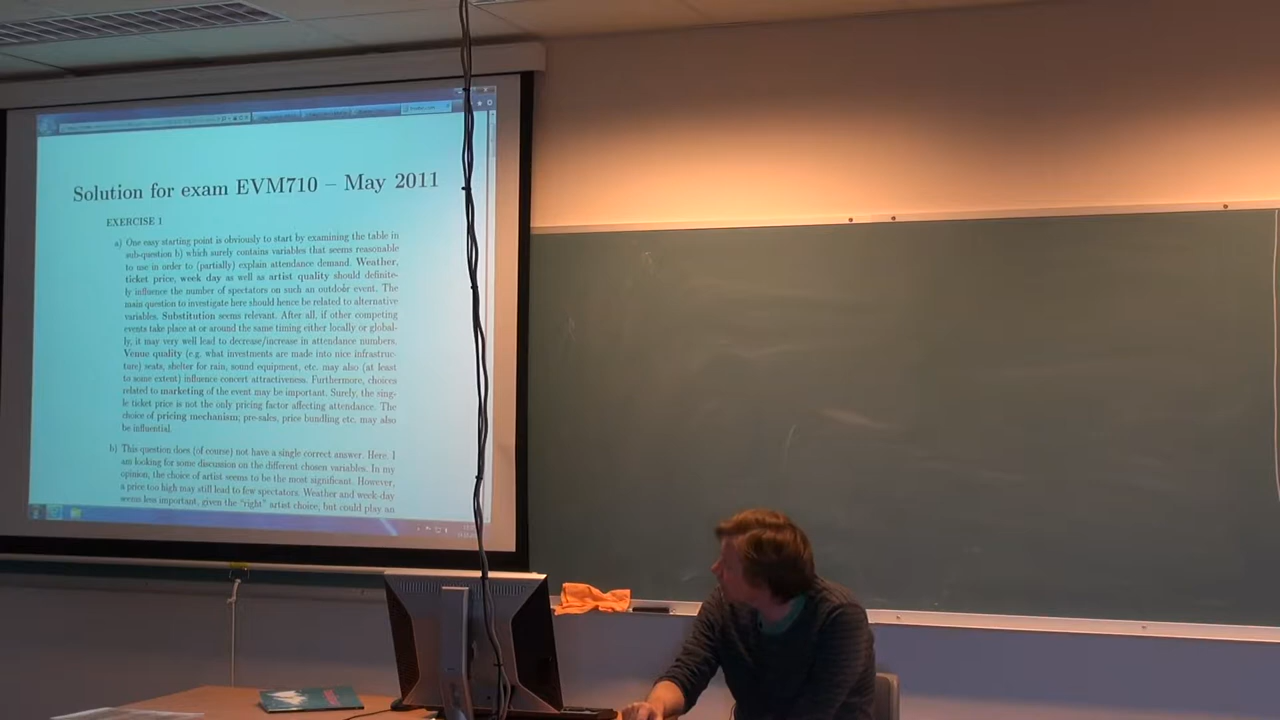 Solution for exam EVM710 – May 2011
EXERCISE 1
a) One easy starting point is obviously to start by examining the table in
sub-question b) which surely contains variables that seems reasonable
to use in order to (partially) explain attendance demand. Weather,
ticket price, week day as well as artist quality should definite-
ly influence the number of spectators on such an outdoor event. The
main question to investigate here should hence be related to alternative
variables. Substitution seems relevant. After all, if other competing
events take place at or around the same timing either locally or global-
ly, it may very well lead to decrease/increase in attendance numbers.
Venue quality (e.g. what investments are made into nice infrastruc-
ture) seats, shelter for rain, sound equipment, etc. may also (at least
to some extent) influence concert attractiveness. Furthermore, choices
related to marketing of the event may be important. Surely, the sing-
le ticket price is not the only pricing factor affecting attendance. The
choice of pricing mechanism; pre-sales, price bundling etc. may also
be influential.
b) This question does (of course) not have a single correct answer. Here, I
am looking for some discussion on the different chosen variables. In my
opinion, the choice of artist seems to be the most significant. However,
a price too high may still lead to few spectators. Weather and week-day
seems less important, given the "right" artist choice, but could play an